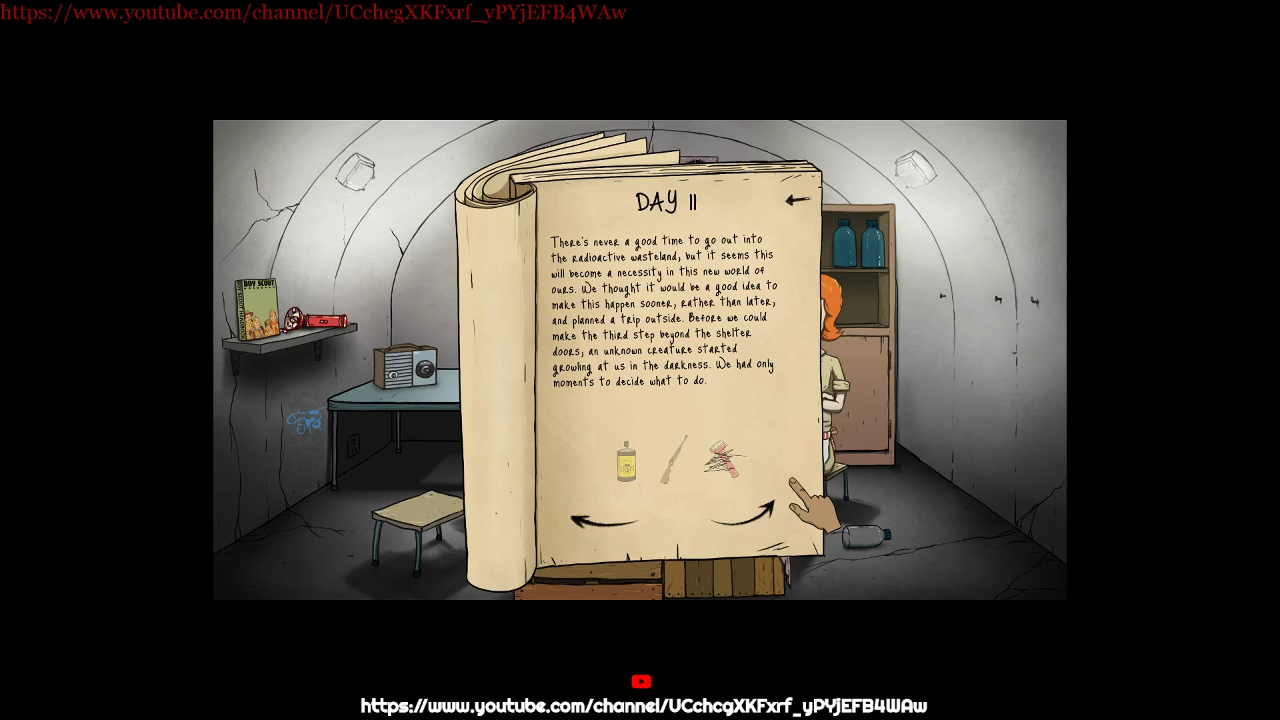 https://www.youtube.com/channel/UCchcgXKFxrf_yPYjEFB4WAw
DAY 11
There's never a good time to go out into
the radioactive wasteland, but it seems this
will become a necessity in this new world of
ours. We thought it would be a good idea to
make this happen sooner, rather than later,
and planned a trip outside. Before we could
make the third step beyond the shelter
doors, an unknown creature started
growling at us in the darkness. We had only
moments to decide what to do.
BOY SCOUT
https://www.youtube.com/channel/UCchcgXKFxrf_yPYjEFB4WAw